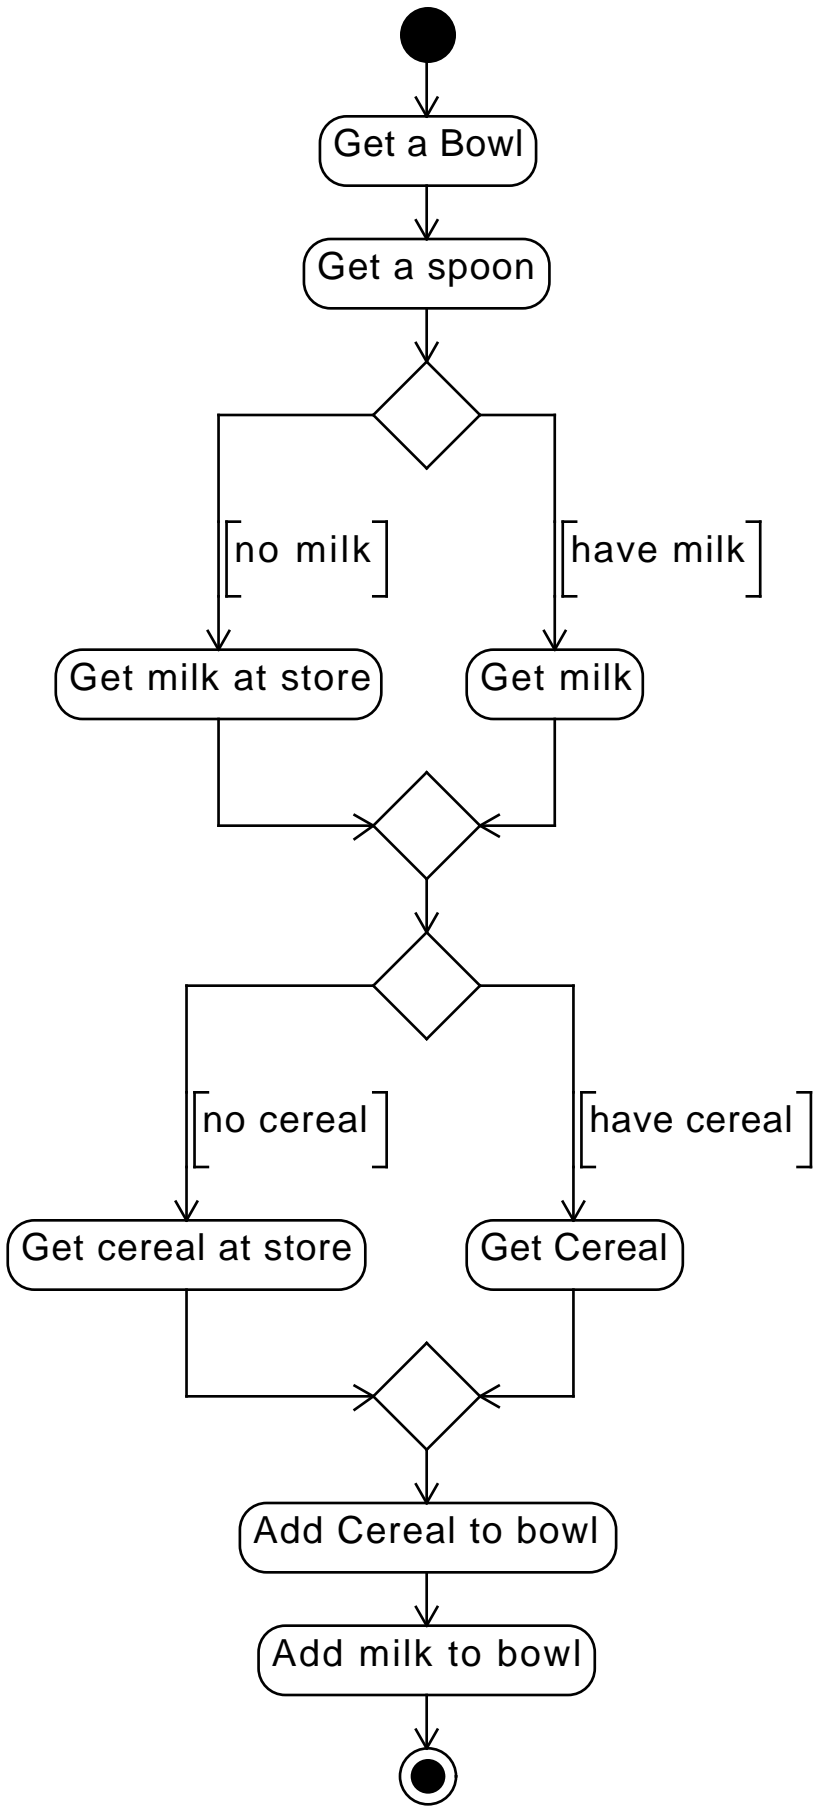 Get a Bowl
Get a spoon
[no milk]
[have milk]
Get milk at store
Get milk
[no cereal]
[have cereal]
Get cereal at store
Get Cereal
Add Cereal to bowl
Add milk to bowl